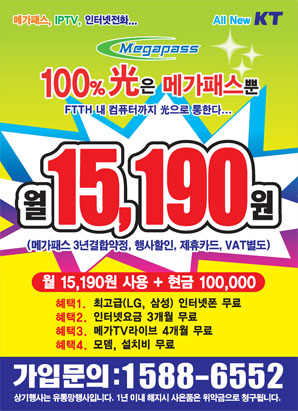 메가패스, IPTV, 인터넷전화...
All New KT
Megapass
100% 光은 메가패스뿐
FTTH 내 컴퓨터까지 光으로 통한다...
월 15,190원
(메가패스 3년결합약정, 행사할인, 제휴카드, VAT별도)
월 15,190원 사용 + 현금 100,000
혜택1. 최고급(LG, 삼성) 인터넷폰 무료
혜택2. 인터넷요금 3개월 무료
혜택3. 메가TV라이브 4개월 무료
혜택4. 모뎀, 설치비 무료
가입문의:1588-6552
상기행사는 유통망행사입니다. 1년 이내 해지시 사은품은 위약금으로 청구됩니다.